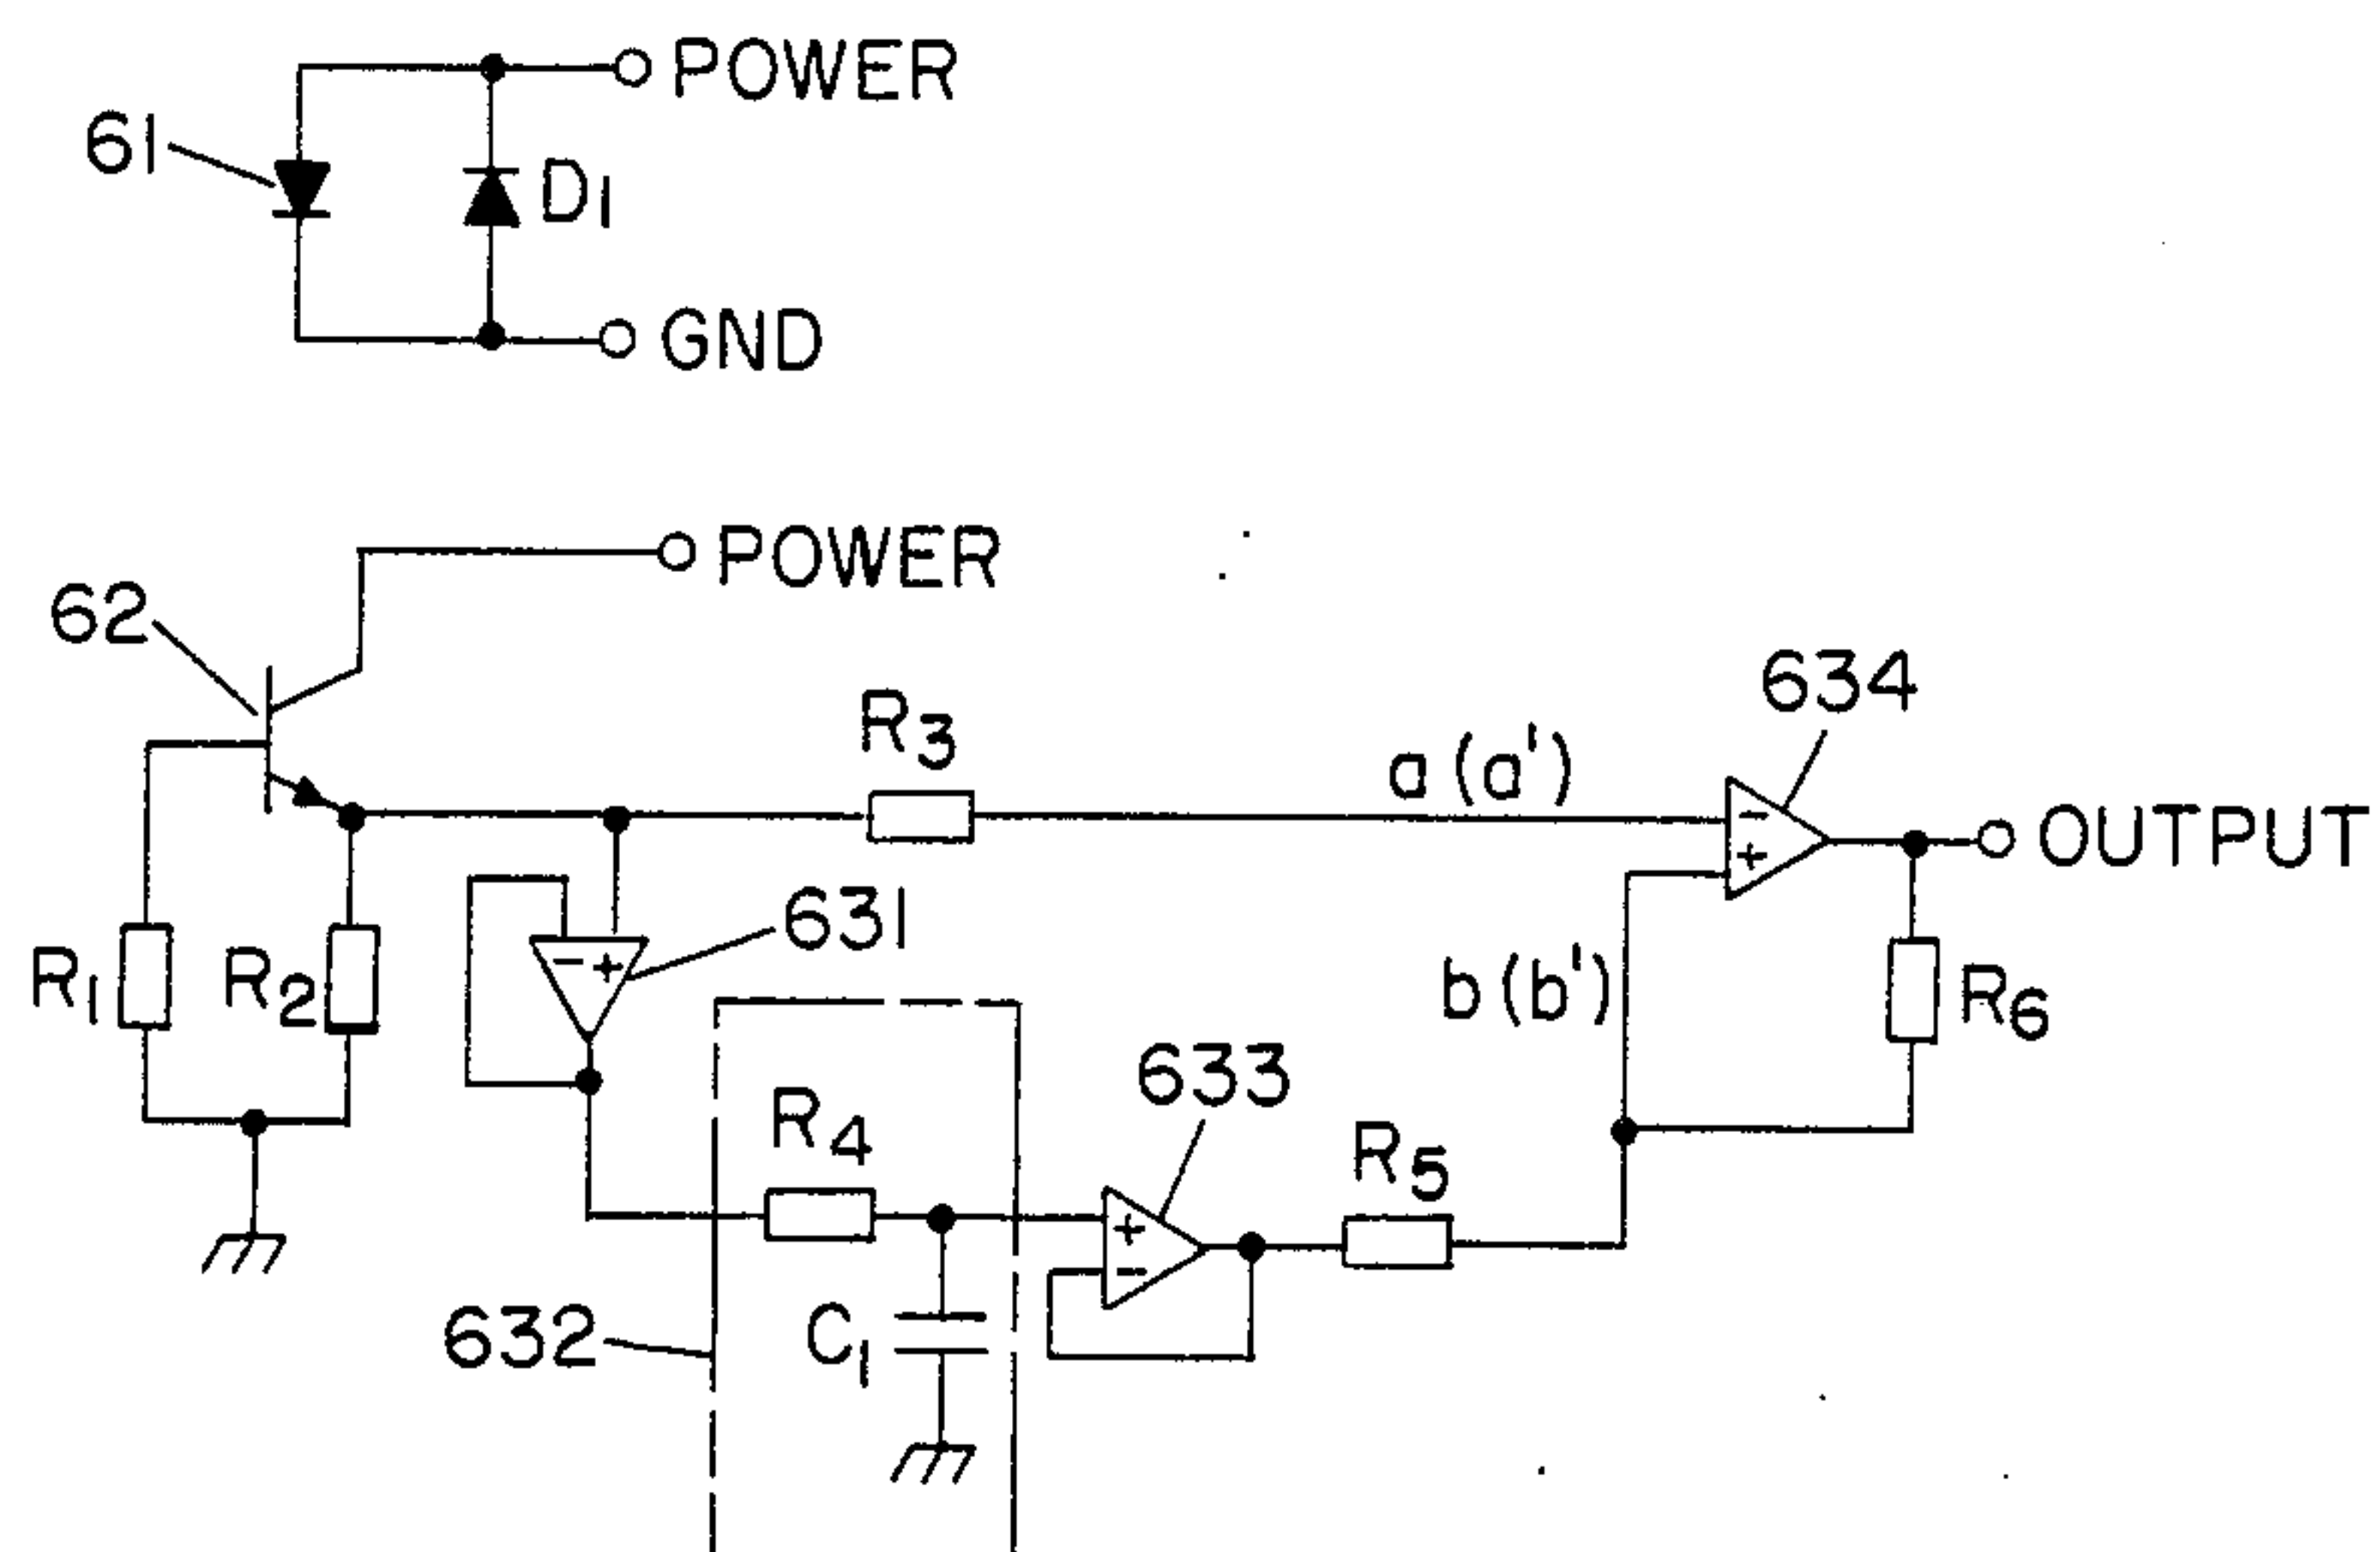 POWER
61
D1
GND
POWER
62
634
R3
a (a')
- +
OUTPUT
631
R1
R2
- +
b (b')
R6
633
R4
R5
+ -
632
C1